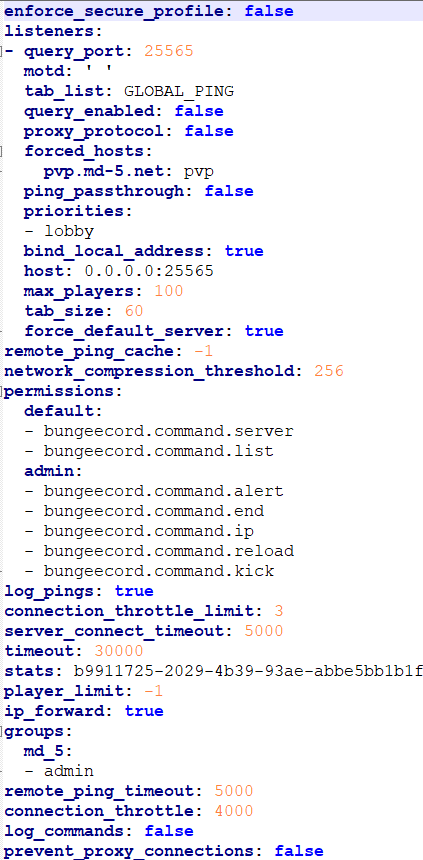 enforce_secure_profile: false
listeners:
- query_port: 25565
  motd: ' '
  tab_list: GLOBAL_PING
  query_enabled: false
  proxy_protocol: false
  forced_hosts:
    pvp.md-5.net: pvp
  ping_passthrough: false
  priorities:
  - lobby
  bind_local_address: true
  host: 0.0.0.0:25565
  max_players: 100
  tab_size: 60
  force_default_server: true
remote_ping_cache: -1
network_compression_threshold: 256
permissions:
  default:
  - bungeecord.command.server
  - bungeecord.command.list
  admin:
  - bungeecord.command.alert
  - bungeecord.command.end
  - bungeecord.command.ip
  - bungeecord.command.reload
  - bungeecord.command.kick
log_pings: true
connection_throttle_limit: 3
server_connect_timeout: 5000
timeout: 30000
stats: b9911725-2029-4b39-93ae-abbe5bb1b1f
player_limit: -1
ip_forward: true
groups:
  md_5:
  - admin
remote_ping_timeout: 5000
connection_throttle: 4000
log_commands: false
prevent_proxy_connections: false